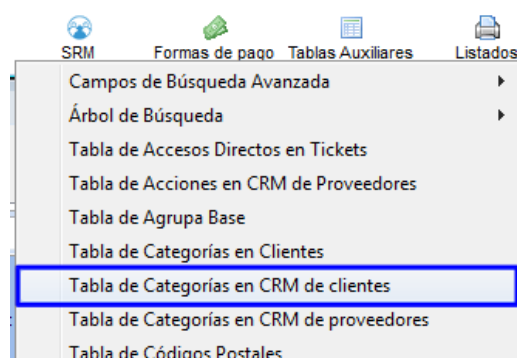 SRM Formas de pago Tablas Auxiliares Listados
Campos de Búsqueda Avanzada
Árbol de Búsqueda
Tabla de Accesos Directos en Tickets
Tabla de Acciones en CRM de Proveedores
Tabla de Agrupa Base
Tabla de Categorías en Clientes
Tabla de Categorías en CRM de clientes
Tabla de Categorías en CRM de proveedores
Tabla de Códigos Postales